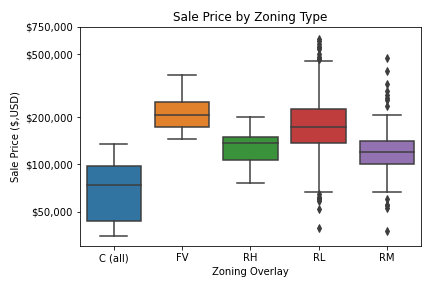 Sale Price by Zoning Type
$750,000
$500,000
$200,000
$100,000
$50,000
Sale Price ($,USD)
C (all) FV RH RL RM
Zoning Overlay